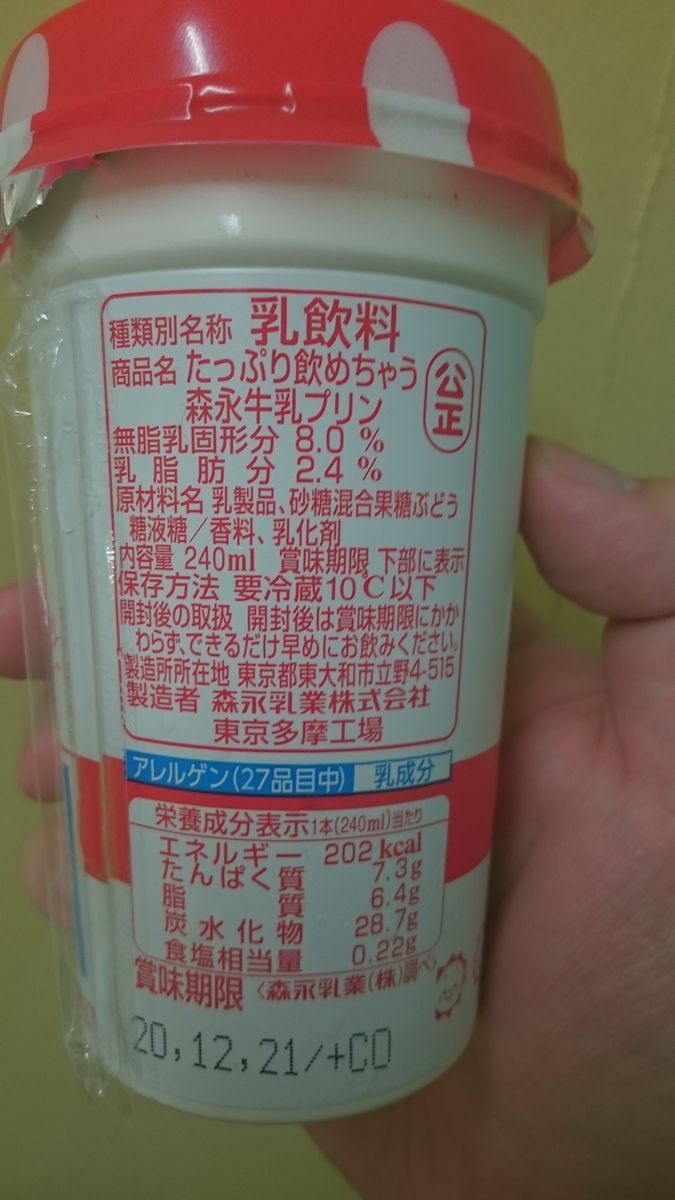 種類別名称 乳飲料
商品名 たっぷり飲めちゃう
森永牛乳プリン
公正
無脂乳固形分 8.0 %
乳脂肪分 2.4 %
原材料名 乳製品、砂糖混合果糖ぶどう
糖液糖/香料、乳化剤
内容量 240ml 賞味期限 下部に表示
保存方法 要冷蔵10℃以下
開封後の取扱 開封後は賞味期限にかか
わらず、できるだけ早めにお飲みください。
製造所所在地 東京都東大和市立野4-515
製造者 森永乳業株式会社
東京多摩工場
アレルゲン(27品目中) 乳成分
栄養成分表示1本(240ml)当たり
エネルギー 202kcal
たんぱく質 7.3g
脂質 6.4g
炭水化物 28.7g
食塩相当量 0.22g
賞味期限 〈森永乳業(株)調べ〉
20,12,21/+CO